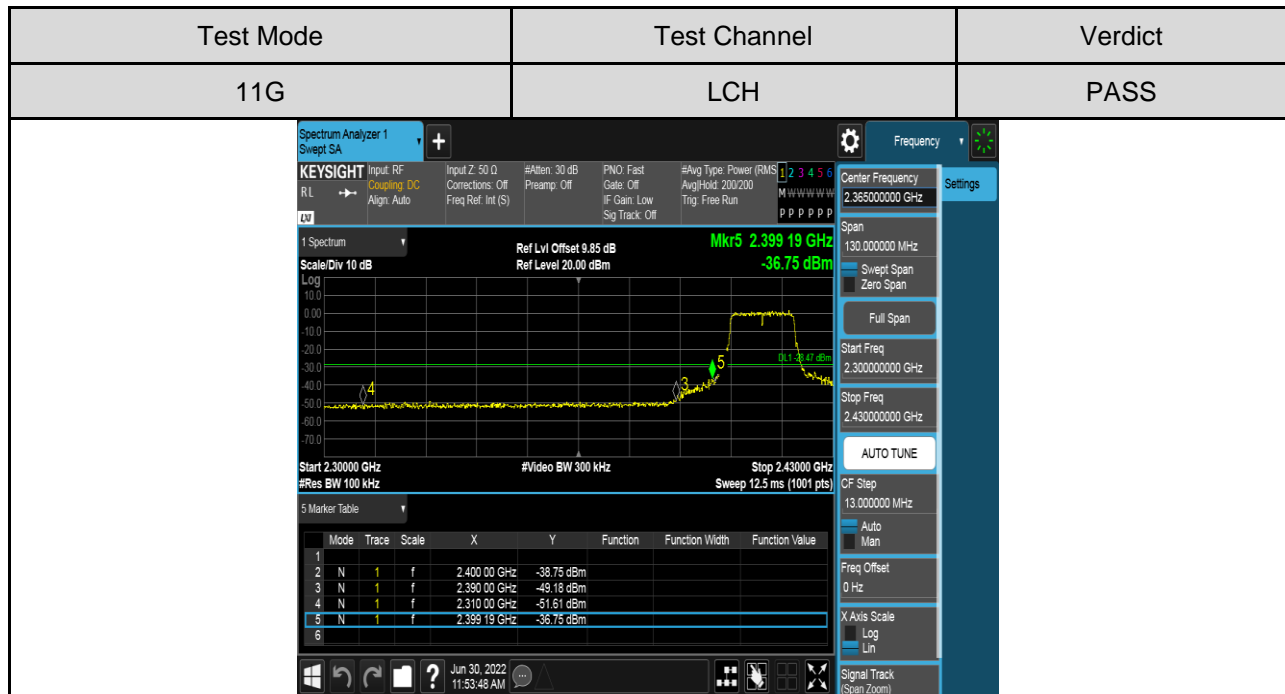 Test Mode Test Channel Verdict
11G LCH PASS
Spectrum Analyzer 1
Swept SA
Frequency
KEYSIGHT Input: RF Input Z: 50 Ω #Atten: 30 dB PNO: Fast #Avg Type: Power (RMS 1 2 3 4 5 6
RL Coupling: DC Corrections: Off Preamp: Off Gate: Off Avg|Hold: 200/200 M W W W W W
Align: Auto Freq Ref: Int (S) IF Gain: Low Trig: Free Run
Sig Track: Off P P P P P P
LXI
Center Frequency
2.365000000 GHz
Settings
Span
130.000000 MHz
Swept Span
Zero Span
Full Span
Start Freq
2.300000000 GHz
Stop Freq
2.430000000 GHz
AUTO TUNE
CF Step
13.000000 MHz
Auto
Man
Freq Offset
0 Hz
X Axis Scale
Log
Lin
Signal Track
(Span Zoom)
1 Spectrum Ref Lvl Offset 9.85 dB Mkr5 2.399 19 GHz
Scale/Div 10 dB Ref Level 20.00 dBm -36.75 dBm
Log
10.0
0.00
-10.0
-20.0
DL1 -28.47 dBm
-30.0
5
-40.0
4 3
-50.0
-60.0
-70.0
Start 2.30000 GHz #Video BW 300 kHz Stop 2.43000 GHz
#Res BW 100 kHz Sweep 12.5 ms (1001 pts)
5 Marker Table
Mode Trace Scale X Y Function Function Width Function Value
1
2 N 1 f 2.400 00 GHz -38.75 dBm
3 N 1 f 2.390 00 GHz -49.18 dBm
4 N 1 f 2.310 00 GHz -51.61 dBm
5 N 1 f 2.399 19 GHz -36.75 dBm
6
? Jun 30, 2022
11:53:48 AM